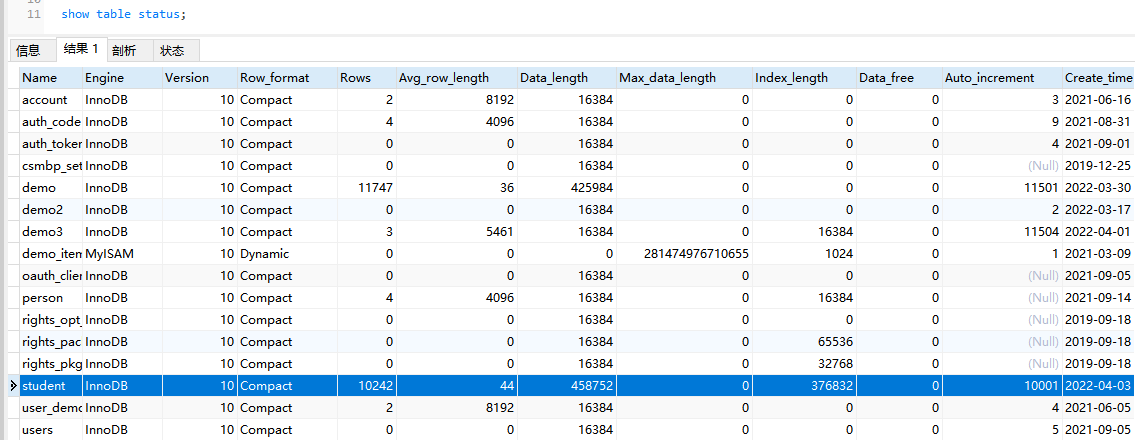 11 show table status;
信息 结果 1 剖析 状态
Name Engine Version Row_format Rows Avg_row_length Data_length Max_data_length Index_length Data_free Auto_increment Create_time
account InnoDB 10 Compact 2 8192 16384 0 0 0 3 2021-06-16
auth_code InnoDB 10 Compact 4 4096 16384 0 0 0 9 2021-08-31
auth_token InnoDB 10 Compact 0 0 16384 0 0 0 4 2021-09-01
csmbp_set InnoDB 10 Compact 0 0 16384 0 0 0 (Null) 2019-12-25
demo InnoDB 10 Compact 11747 36 425984 0 0 0 11501 2022-03-30
demo2 InnoDB 10 Compact 0 0 16384 0 0 0 2 2022-03-17
demo3 InnoDB 10 Compact 3 5461 16384 0 16384 0 11504 2022-04-01
demo_item MyISAM 10 Dynamic 0 0 0 281474976710655 1024 0 1 2021-03-09
oauth_clie InnoDB 10 Compact 0 0 16384 0 0 0 (Null) 2021-09-05
person InnoDB 10 Compact 4 4096 16384 0 16384 0 (Null) 2021-09-14
rights_opt_ InnoDB 10 Compact 0 0 16384 0 0 0 (Null) 2019-09-18
rights_pac InnoDB 10 Compact 0 0 16384 0 65536 0 (Null) 2019-09-18
rights_pkg InnoDB 10 Compact 0 0 16384 0 32768 0 (Null) 2019-09-18
student InnoDB 10 Compact 10242 44 458752 0 376832 0 10001 2022-04-03
user_demo InnoDB 10 Compact 2 8192 16384 0 0 0 4 2021-06-05
users InnoDB 10 Compact 0 0 16384 0 0 0 5 2021-09-05